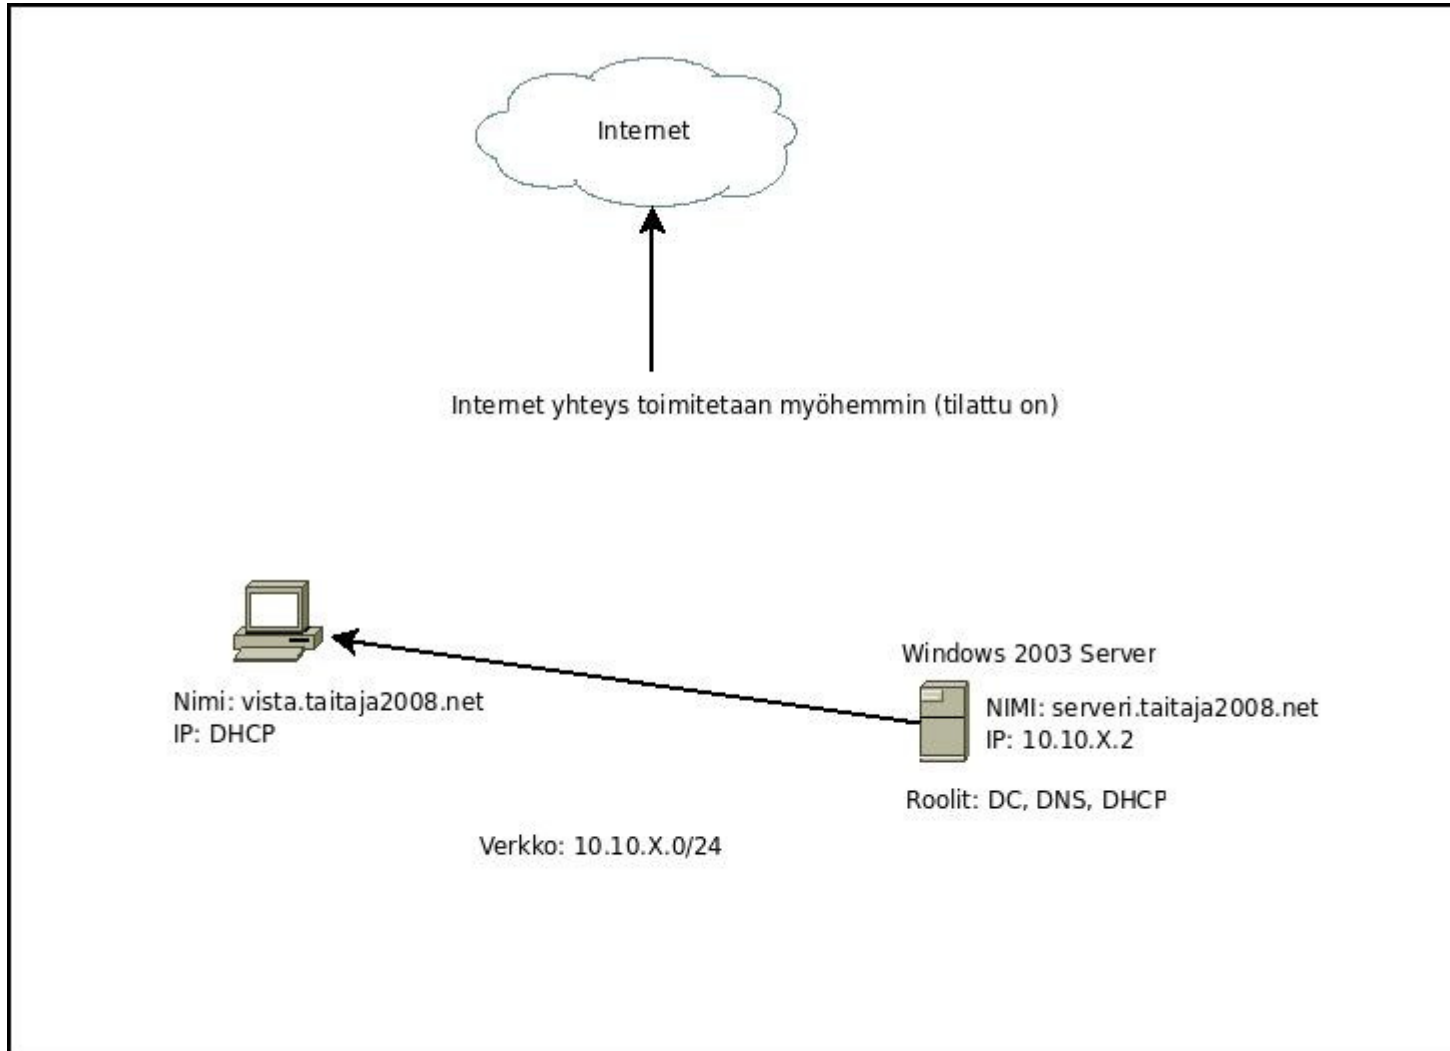 Internet
Internet yhteys toimitetaan myöhemmin (tilattu on)
Nimi: vista.taitaja2008.net
IP: DHCP
Windows 2003 Server
NIMI: serveri.taitaja2008.net
IP: 10.10.X.2
Roolit: DC, DNS, DHCP
Verkko: 10.10.X.0/24